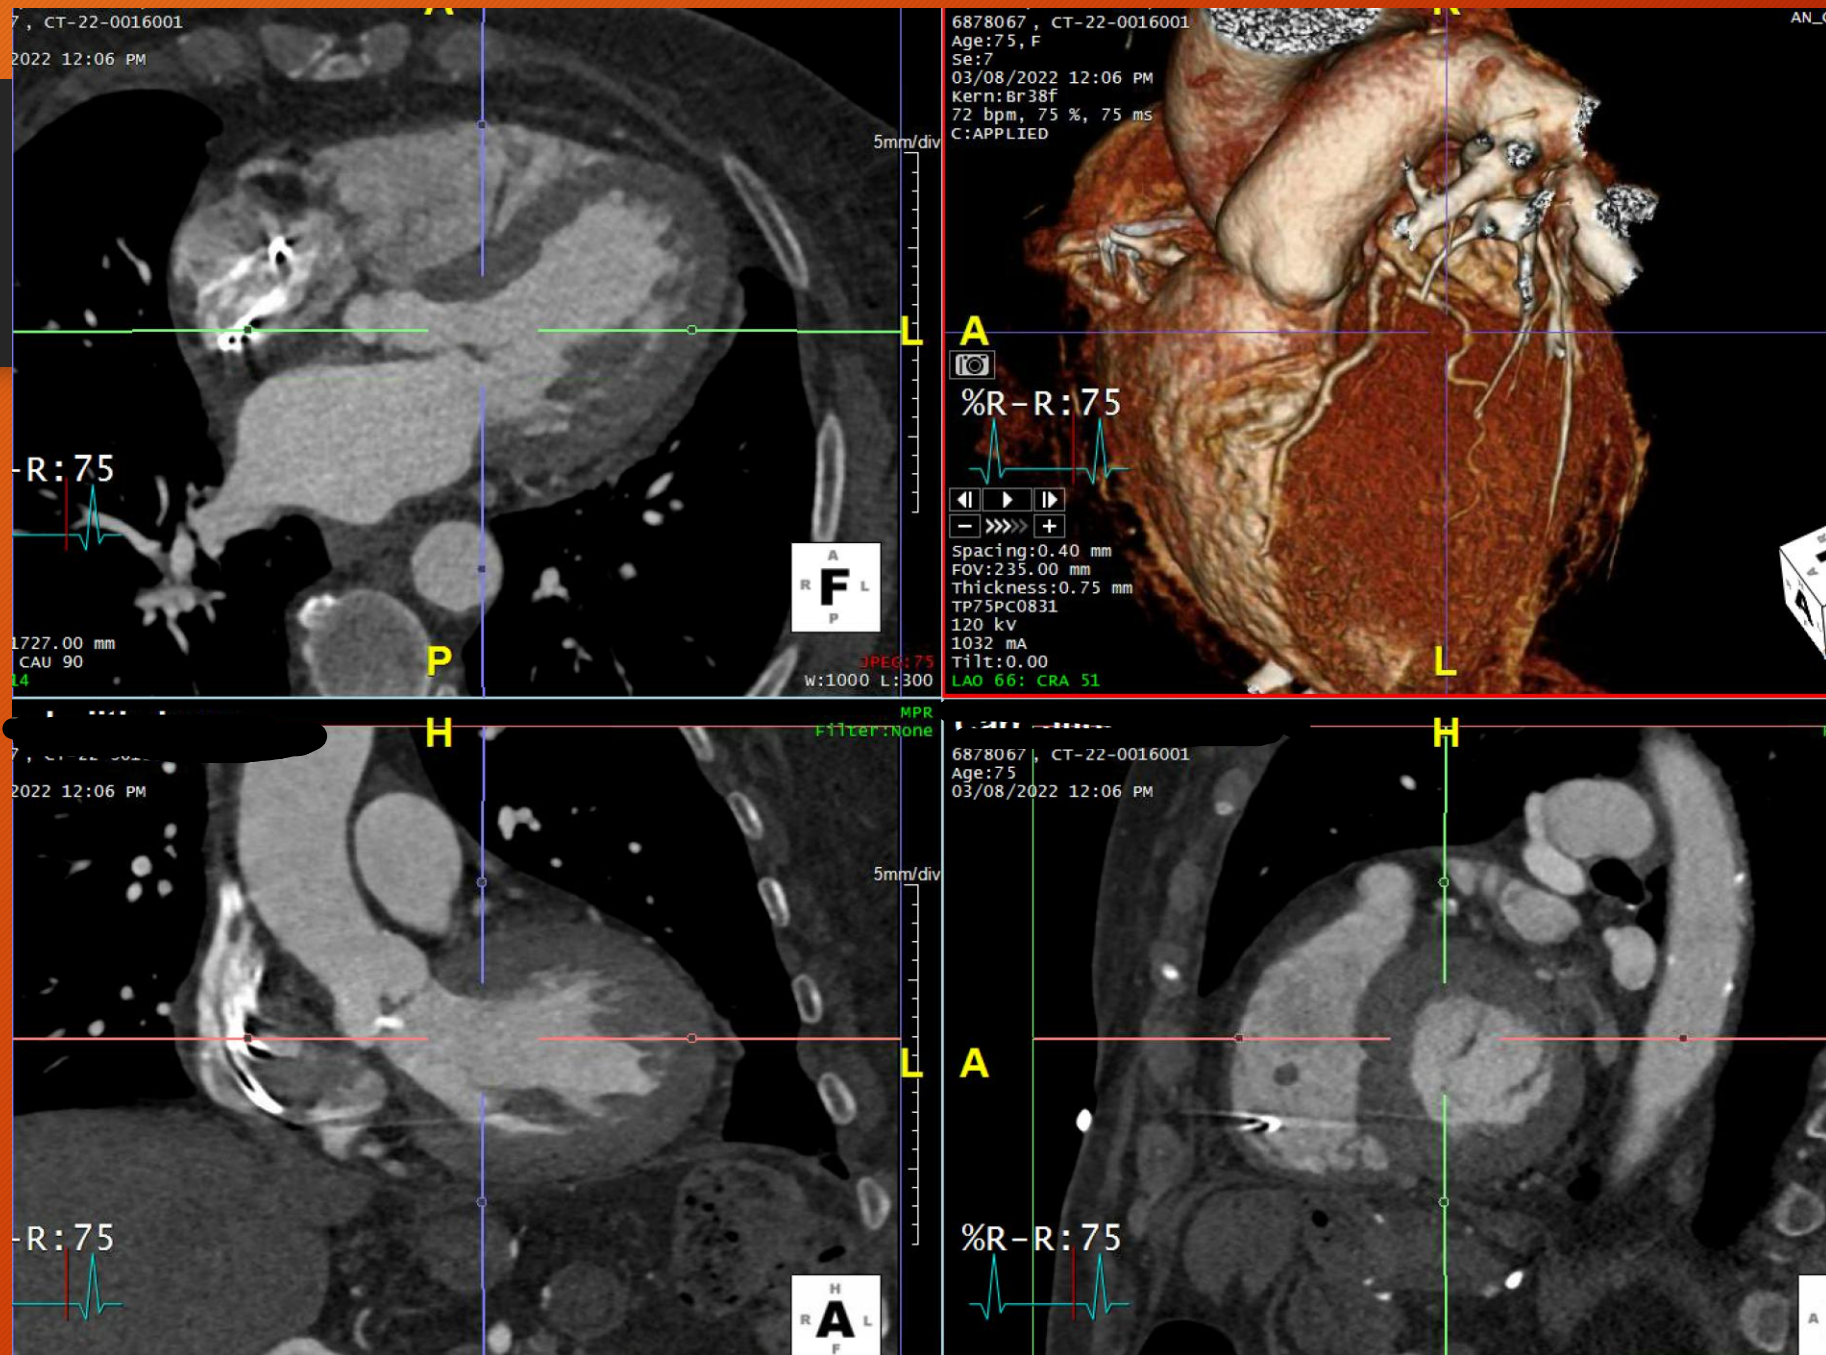 7, CT-22-0016001
2022 12:06 PM
5mm/div
L
-R:75
A
R F L
P
1727.00 mm
CAU 90
14
P
JPEG:75
W:1000 L:300
6878067, CT-22-0016001
Age:75, F
Se:7
03/08/2022 12:06 PM
Kern:Br38f
72 bpm, 75 %, 75 ms
C:APPLIED
A
%R-R:75
Spacing:0.40 mm
FOV:235.00 mm
Thickness:0.75 mm
TP75PC0831
120 kV
1032 mA
Tilt:0.00
LAO 66: CRA 51
L
H
MPR
Filter:None
2022 12:06 PM
5mm/div
L
-R:75
H
R A L
F
H
6878067, CT-22-0016001
Age:75
03/08/2022 12:06 PM
A
%R-R:75
A